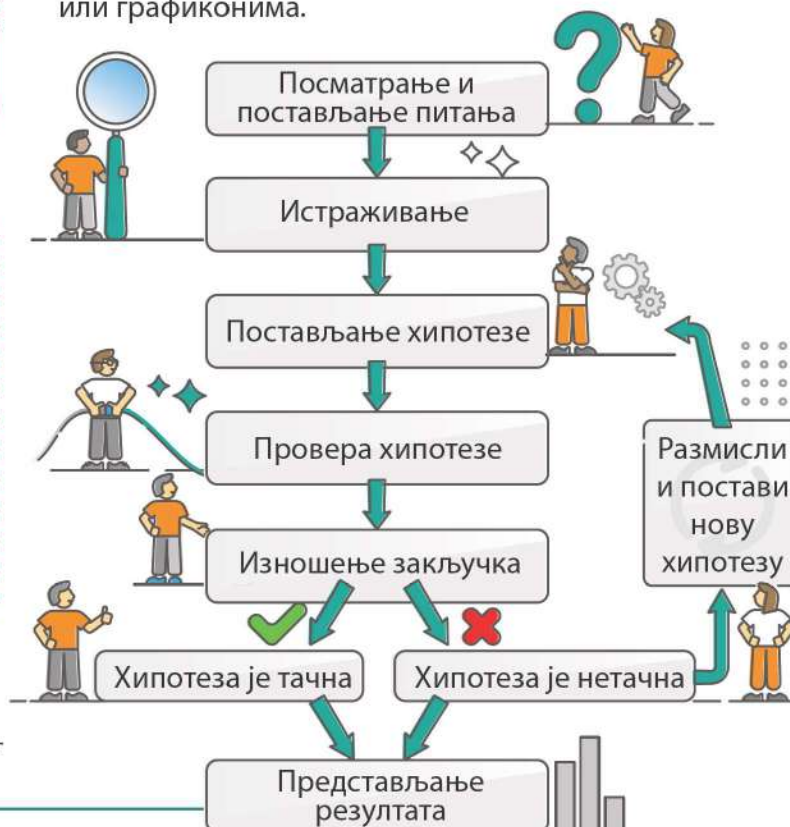 или графиконима.
Посматрање и
постављање питања
Истраживање
Постављање хипотезе
Провера хипотезе
Изношење закључка
Размисли
и постави
нову
хипотезу
Хипотеза је тачна
Хипотеза је нетачна
Представљање
резултата